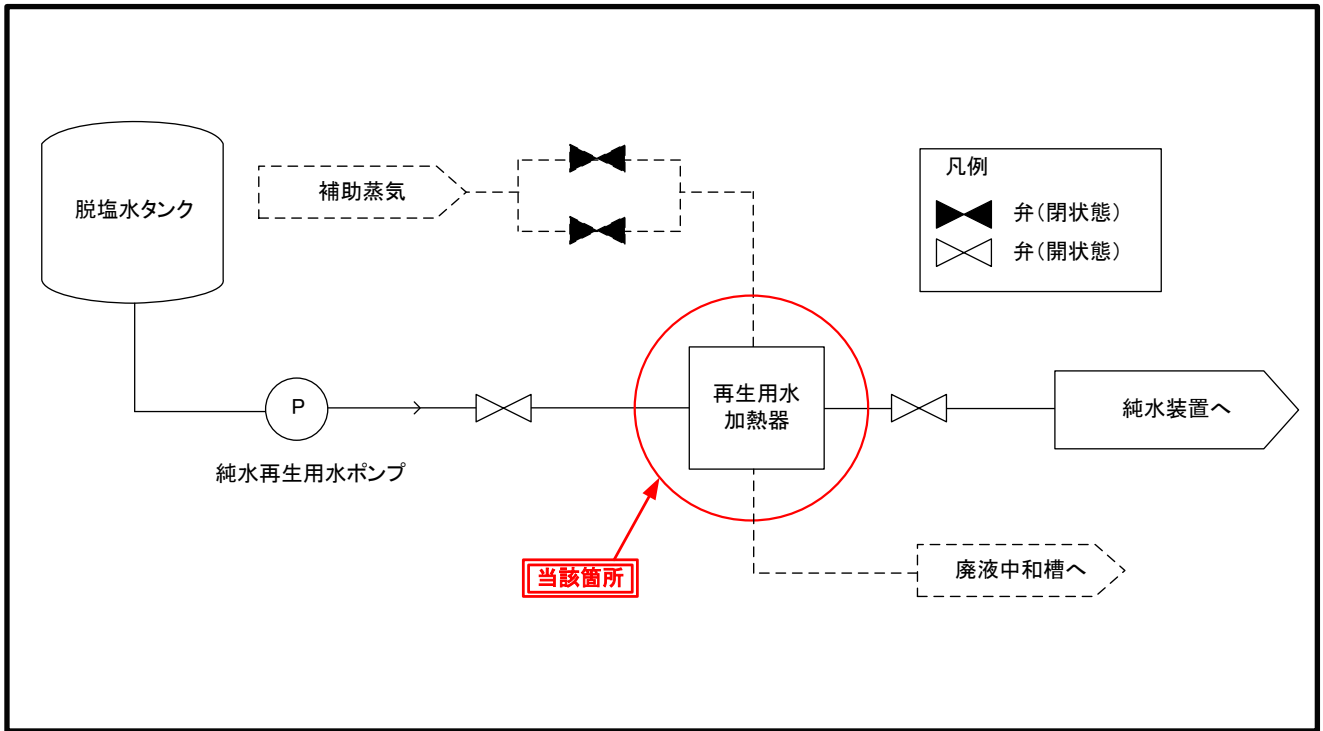 脱塩水タンク
補助蒸気
凡例
弁(閉状態)
弁(開状態)
P
純水再生用水ポンプ
再生用水
加熱器
純水装置へ
当該箇所
廃液中和槽へ